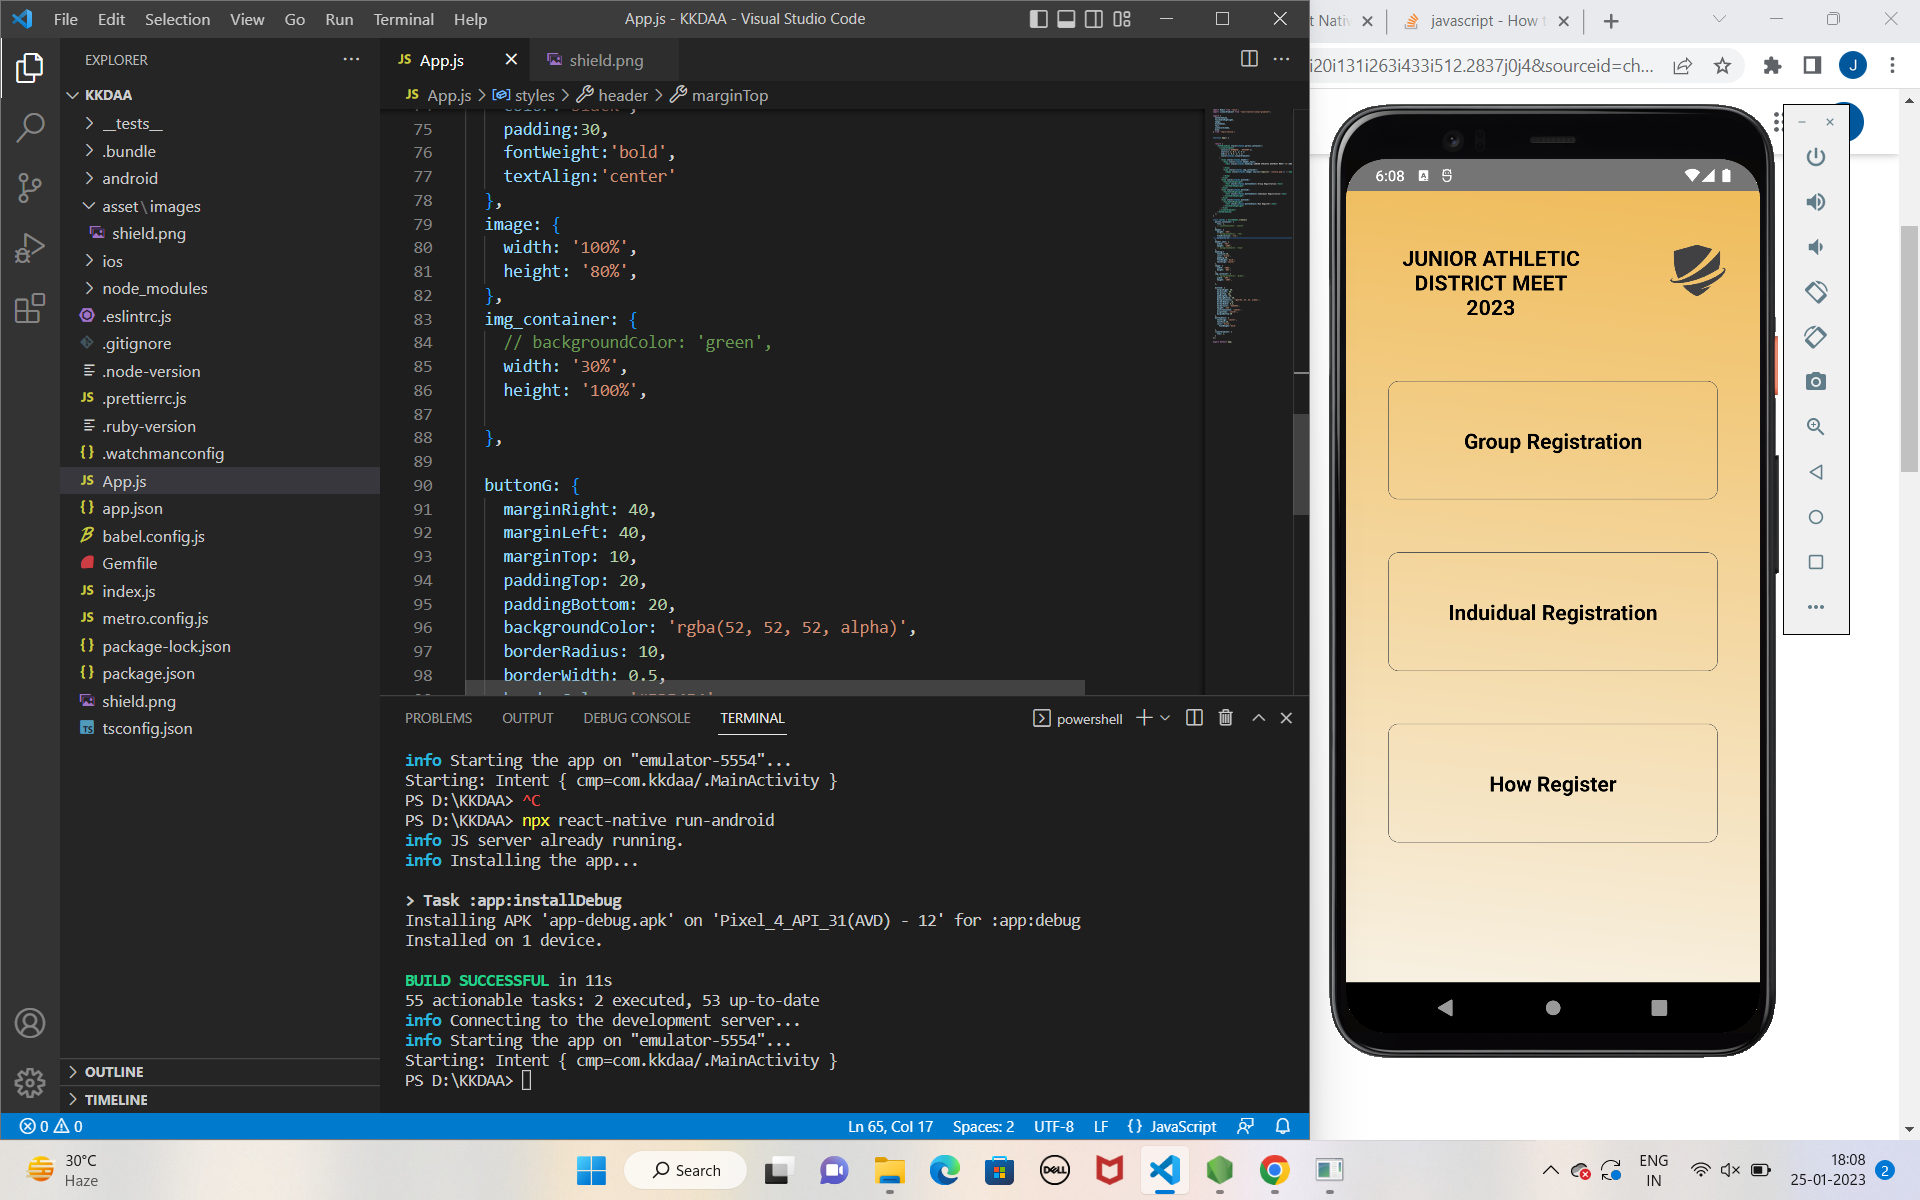 File Edit Selection View Go Run Terminal Help
App.js - KKDAA - Visual Studio Code
EXPLORER
KKDAA
__tests__
.bundle
android
asset\images
shield.png
ios
node_modules
.eslintrc.js
.gitignore
.node-version
.prettierrc.js
.ruby-version
.watchmanconfig
App.js
app.json
babel.config.js
Gemfile
index.js
metro.config.js
package-lock.json
package.json
shield.png
tsconfig.json
OUTLINE
TIMELINE
App.js
shield.png
App.js > styles > header > marginTop
75 padding:30,
76 fontWeight:'bold',
77 textAlign:'center'
78 },
79 image: {
80 width: '100%',
81 height: '80%',
82 },
83 img_container: {
84 // backgroundColor: 'green',
85 width: '30%',
86 height: '100%',
87
88 },
89
90 buttonG: {
91 marginRight: 40,
92 marginLeft: 40,
93 marginTop: 10,
94 paddingTop: 20,
95 paddingBottom: 20,
96 backgroundColor: 'rgba(52, 52, 52, alpha)',
97 borderRadius: 10,
98 borderWidth: 0.5,
PROBLEMS OUTPUT DEBUG CONSOLE TERMINAL
powershell
info Starting the app on "emulator-5554"...
Starting: Intent { cmp=com.kkdaa/.MainActivity }
PS D:\KKDAA> ^C
PS D:\KKDAA> npx react-native run-android
info JS server already running.
info Installing the app...
> Task :app:installDebug
Installing APK 'app-debug.apk' on 'Pixel_4_API_31(AVD) - 12' for :app:debug
Installed on 1 device.
BUILD SUCCESSFUL in 11s
55 actionable tasks: 2 executed, 53 up-to-date
info Connecting to the development server...
info Starting the app on "emulator-5554"...
Starting: Intent { cmp=com.kkdaa/.MainActivity }
PS D:\KKDAA>
0 0
Ln 65, Col 17 Spaces: 2 UTF-8 LF {} JavaScript
javascript - How
i20i131i263i433i512.2837j0j4&sourceid=ch...
J
6:08
JUNIOR ATHLETIC
DISTRICT MEET
2023
Group Registration
Induidual Registration
How Register
30°C
Haze
Search
DELL
ENG
IN
18:08
25-01-2023
2